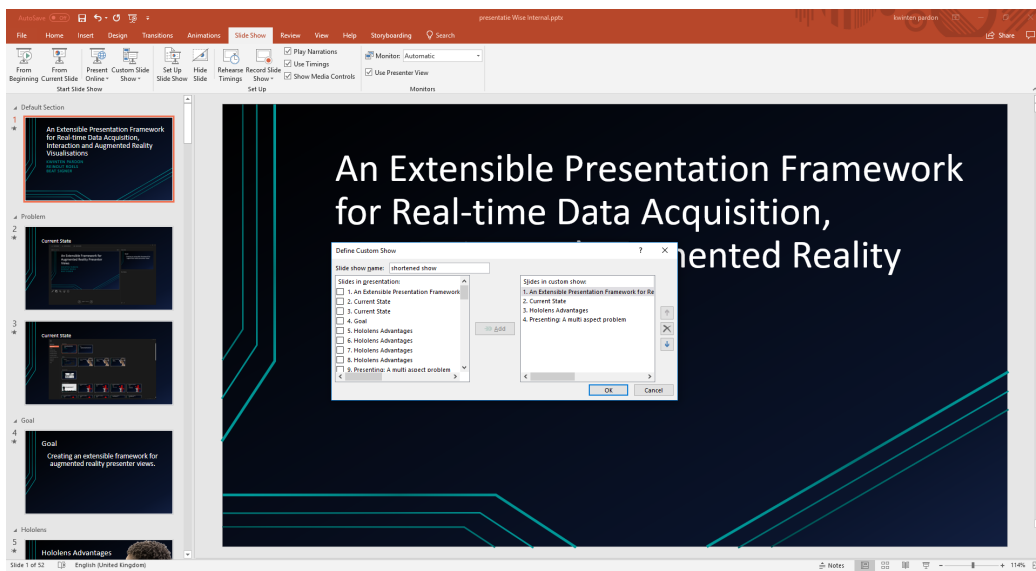 AutoSave Off
presentatie Wise Internal.pptx
kwinten pardon
File Home Insert Design Transitions Animations Slide Show Review View Help Storyboarding Search
Share
From Beginning
From Current Slide
Present Online
Custom Slide Show
Set Up Slide Show
Hide Slide
Rehearse Timings
Record Slide Show
Play Narrations
Use Timings
Show Media Controls
Monitor: Automatic
Use Presenter View
Start Slide Show
Set Up
Monitors
Default Section
1
An Extensible Presentation Framework
for Real-time Data Acquisition,
Interaction and Augmented Reality
Visualisations
Problem
2
Current State
3
Current State
Goal
4
Goal
Creating an extensible framework for
augmented reality presenter views.
Hololens
5
Hololens Advantages
An Extensible Presentation Framework
for Real-time Data Acquisition,
mented Reality
Define Custom Show ? X
Slide show name: shortened show
Slides in presentation:
1. An Extensible Presentation Framework
2. Current State
3. Current State
4. Goal
5. Hololens Advantages
6. Hololens Advantages
7. Hololens Advantages
8. Hololens Advantages
9. Presenting: A multi aspect problem
Add
Slides in custom show:
1. An Extensible Presentation Framework for Re
2. Current State
3. Hololens Advantages
4. Presenting: A multi aspect problem
OK Cancel
Slide 1 of 52 English (United Kingdom)
Notes
114%